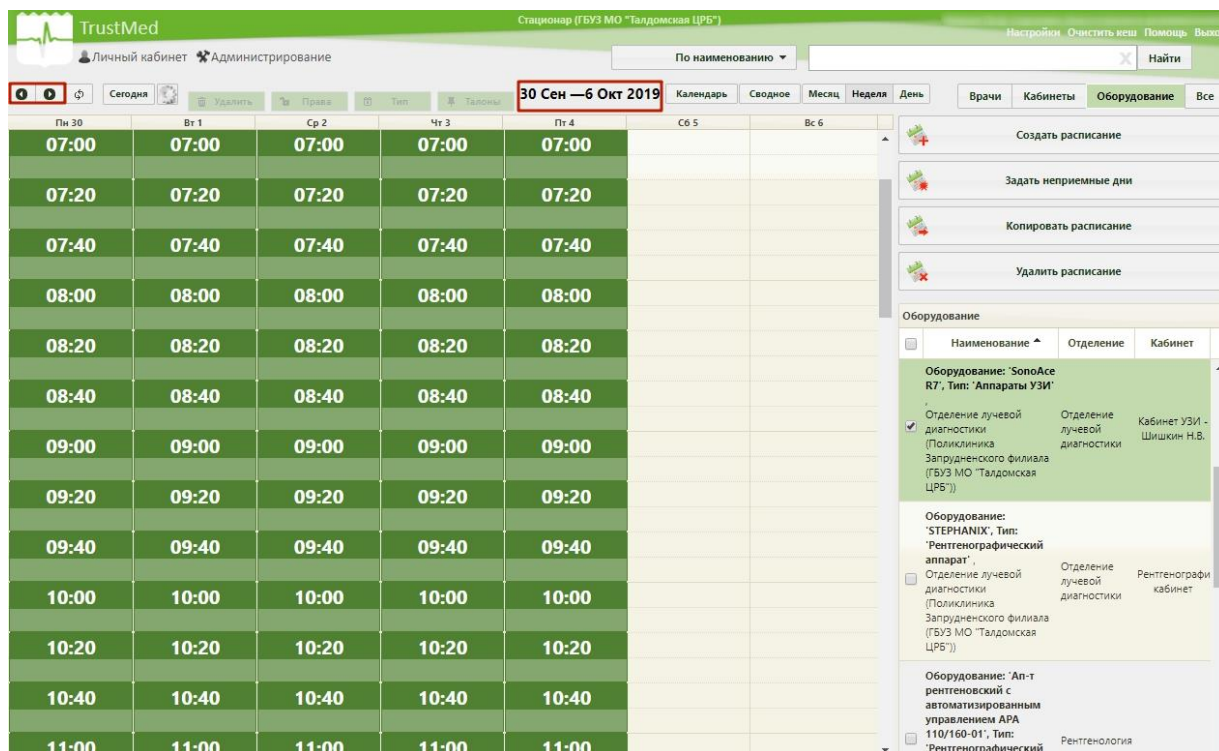 TrustMed
Стационар (ГБУЗ МО "Талдомская ЦРБ")
Настройки Очистить кеш Помощь Выхо
Личный кабинет Администрирование
По наименованию
X Найти
Сегодня Удалить Права Тип Талоны
30 Сен —6 Окт 2019
Календарь Сводное Месяц Неделя День
Врачи Кабинеты Оборудование Все
Пн 30 Вт 1 Ср 2 Чт 3 Пт 4 Сб 5 Вс 6
07:00 07:00 07:00 07:00 07:00
07:20 07:20 07:20 07:20 07:20
07:40 07:40 07:40 07:40 07:40
08:00 08:00 08:00 08:00 08:00
08:20 08:20 08:20 08:20 08:20
08:40 08:40 08:40 08:40 08:40
09:00 09:00 09:00 09:00 09:00
09:20 09:20 09:20 09:20 09:20
09:40 09:40 09:40 09:40 09:40
10:00 10:00 10:00 10:00 10:00
10:20 10:20 10:20 10:20 10:20
10:40 10:40 10:40 10:40 10:40
11:00 11:00 11:00 11:00 11:00
Создать расписание
Задать неприемные дни
Копировать расписание
Удалить расписание
Оборудование
Наименование Отделение Кабинет
Оборудование: 'SonoAce
R7', Тип: 'Аппараты УЗИ'
,
Отделение лучевой
диагностики
(Поликлиника
Запрудненского филиала
(ГБУЗ МО "Талдомская
ЦРБ"))
Отделение
лучевой
диагностики
Кабинет УЗИ -
Шишкин Н.В.
Оборудование:
'STEPHANIX', Тип:
'Рентгенографический
аппарат' ,
Отделение лучевой
диагностики
(Поликлиника
Запрудненского филиала
(ГБУЗ МО "Талдомская
ЦРБ"))
Отделение
лучевой
диагностики
Рентгенографи
кабинет
Оборудование: 'Ап-т
рентгеновский с
автоматизированным
управлением АРА
110/160-01', Тип:
'Рентгенографический
Рентгенология